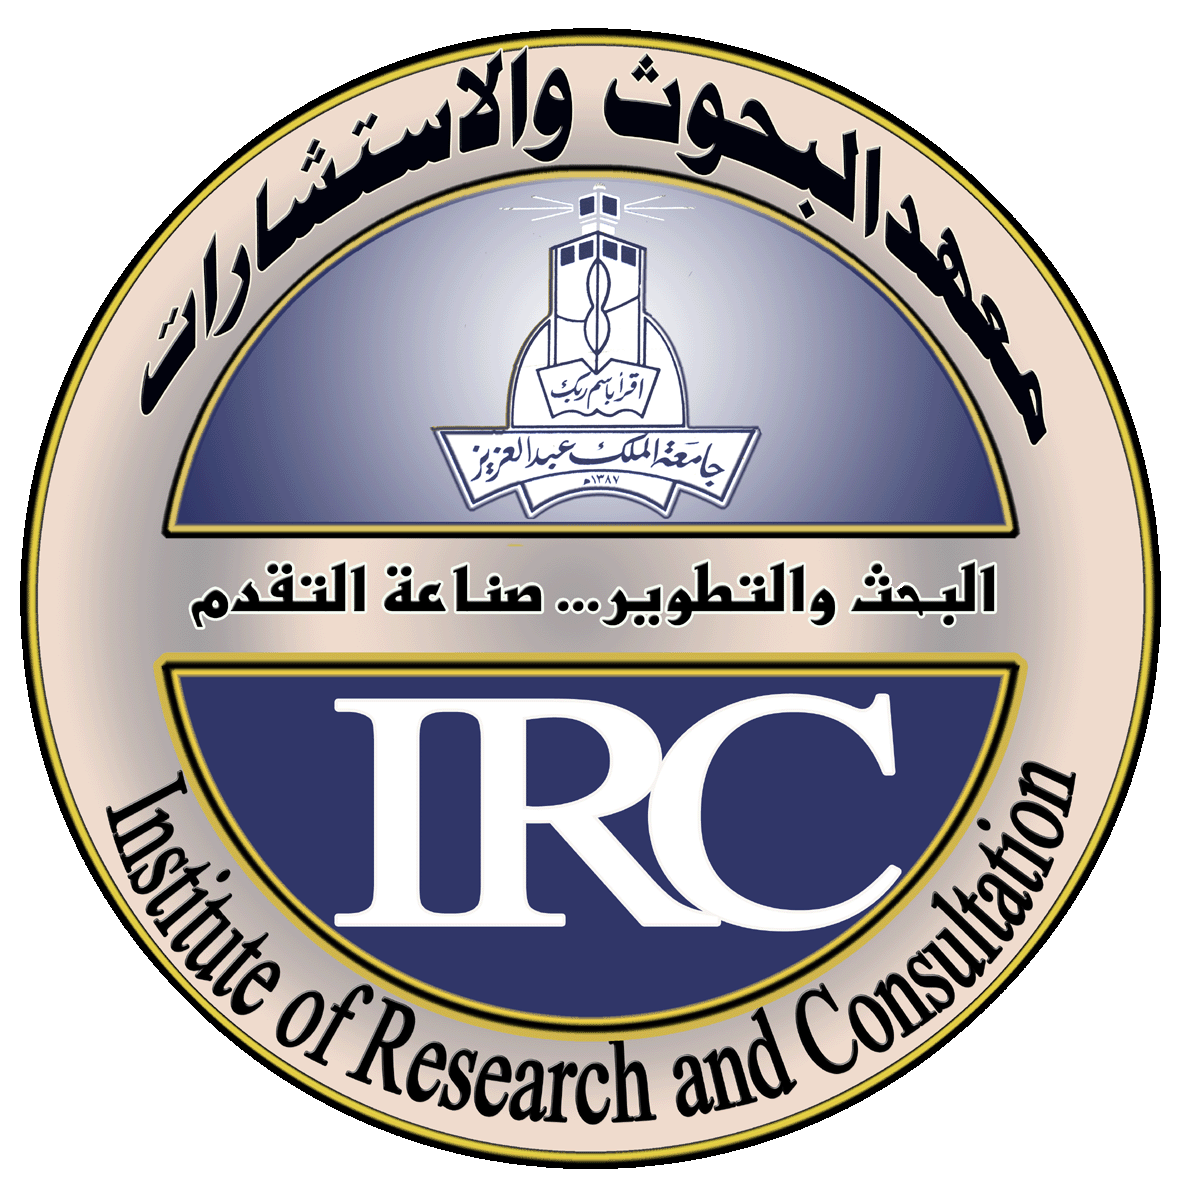 معهد البحوث والاستشارات
اقرأ باسم ربك
جامعة الملك عبد العزيز
١٣٨٧هـ
البحث والتطوير... صناعة التقدم
IRC
Institute of Research and Consultation